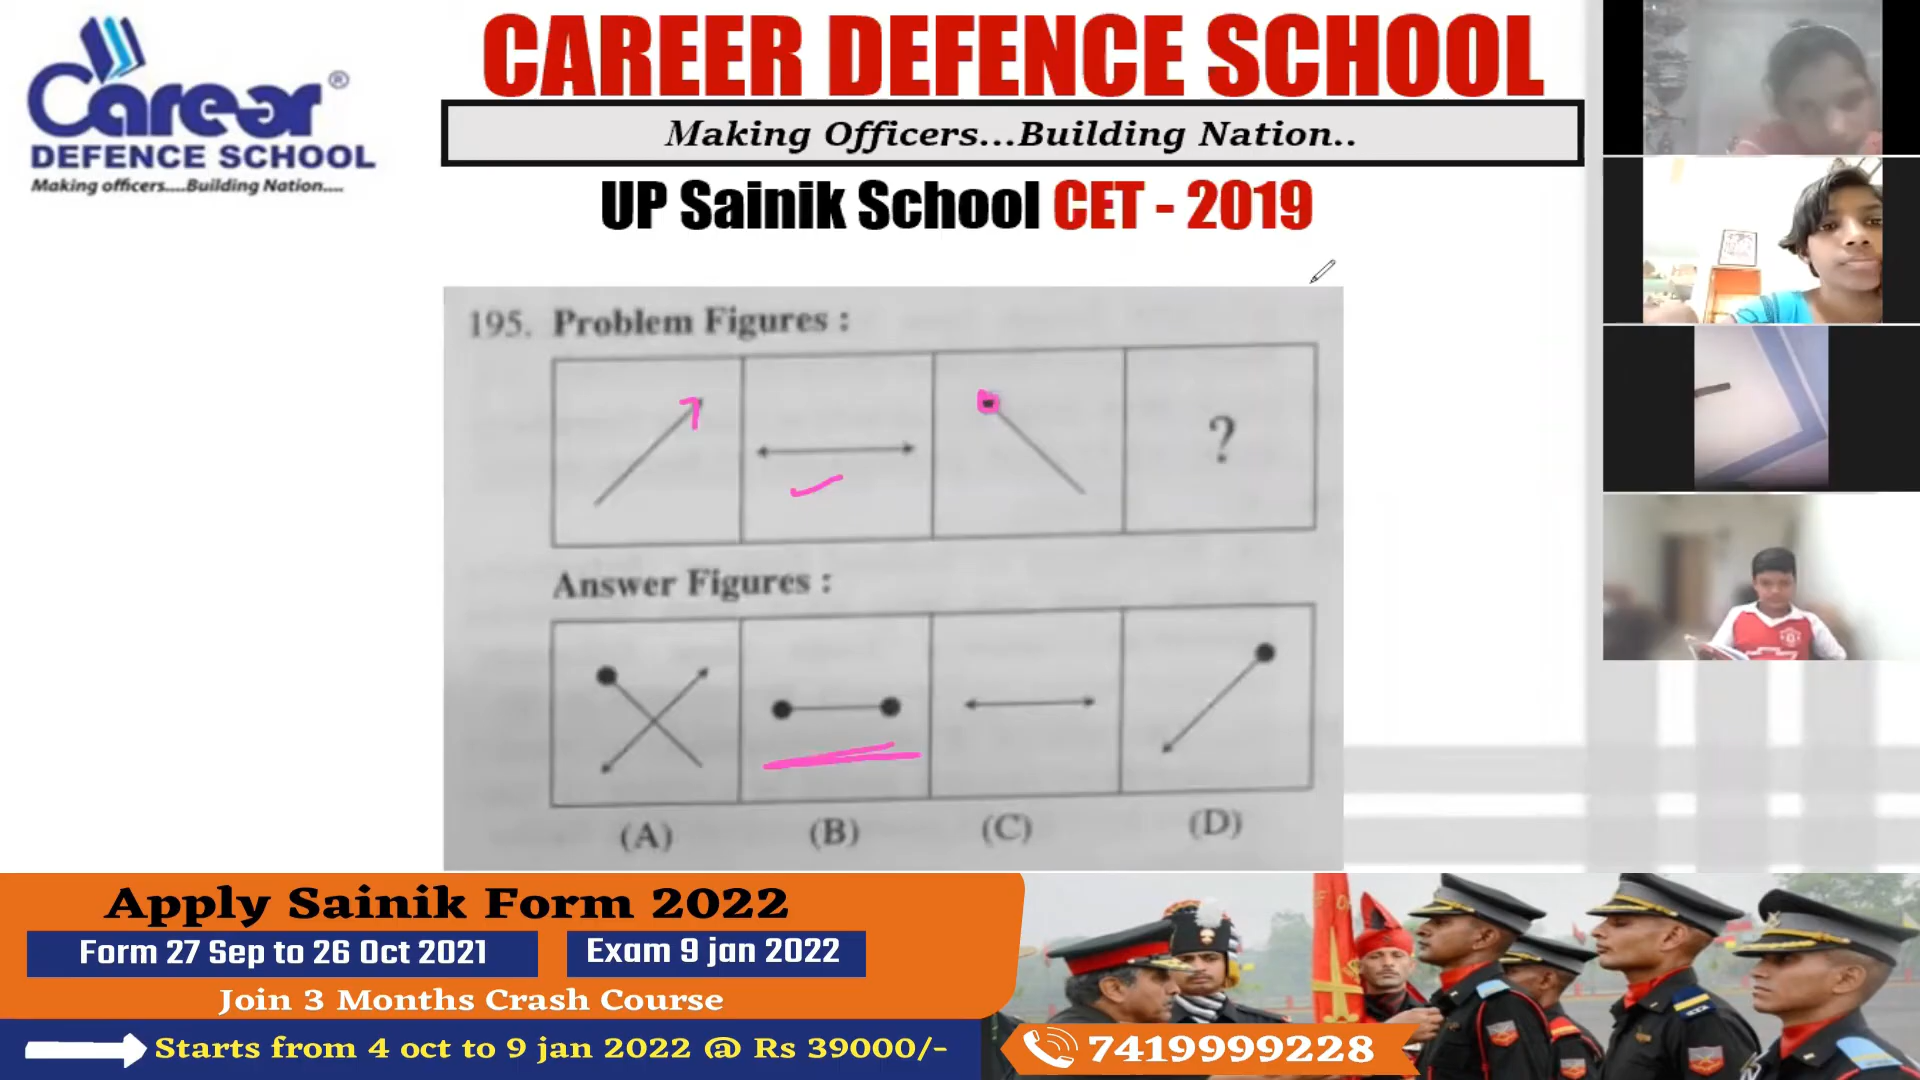 Career®
DEFENCE SCHOOL
Making officers....Building Nation....
CAREER DEFENCE SCHOOL
Making Officers...Building Nation..
UP Sainik School CET - 2019
195. Problem Figures :
?
Answer Figures :
(A) (B) (C) (D)
Apply Sainik Form 2022
Form 27 Sep to 26 Oct 2021
Exam 9 jan 2022
Join 3 Months Crash Course
Starts from 4 oct to 9 jan 2022 @ Rs 39000/-
7419999228